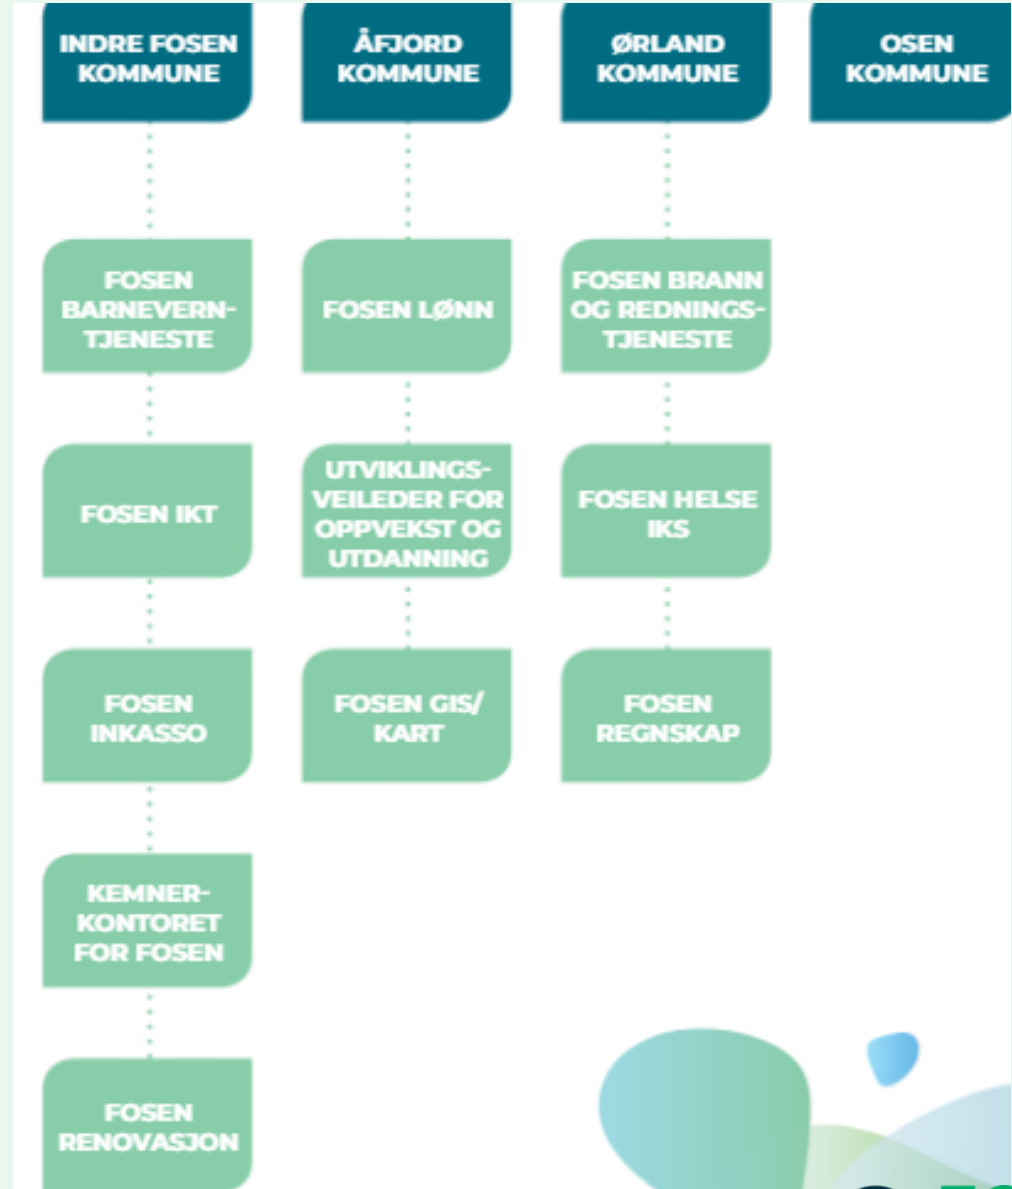 INDRE FOSEN
KOMMUNE
FOSEN
BARNEVERN-
TJENESTE
FOSEN IKT
FOSEN
INKASSO
KEMNER-
KONTORET
FOR FOSEN
FOSEN
RENOVASJON
ÅFJORD
KOMMUNE
FOSEN LØNN
UTVIKLINGS-
VEILEDER FOR
OPPVEKST OG
UTDANNING
FOSEN GIS/
KART
ØRLAND
KOMMUNE
FOSEN BRANN
OG REDNINGS-
TJENESTE
FOSEN HELSE
IKS
FOSEN
REGNSKAP
OSEN
KOMMUNE